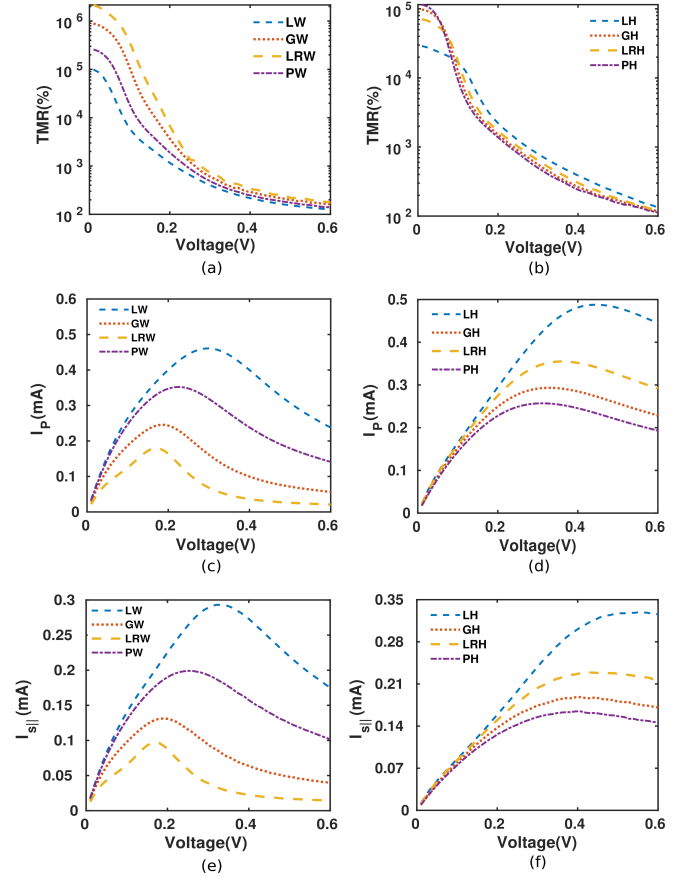 10^6
10^5
10^4
10^3
10^2
TMR(%)
LW
GW
LRW
PW
0 0.2 0.4 0.6
Voltage(V)
(a)
10^5
10^4
10^3
10^2
TMR(%)
LH
GH
LRH
PH
0 0.2 0.4 0.6
Voltage(V)
(b)
0.6
0.5
0.4
0.3
0.2
0.1
0
I_P(mA)
LW
GW
LRW
PW
0 0.2 0.4 0.6
Voltage(V)
(c)
0.5
0.4
0.3
0.2
0.1
0
I_P(mA)
LH
GH
LRH
PH
0 0.2 0.4 0.6
Voltage(V)
(d)
0.3
0.25
0.2
0.15
0.1
0.05
0
I_s|| (mA)
LW
GW
LRW
PW
0 0.2 0.4 0.6
Voltage(V)
(e)
0.35
0.28
0.21
0.14
0.07
0
I_s|| (mA)
LH
GH
LRH
PH
0 0.2 0.4 0.6
Voltage(V)
(f)